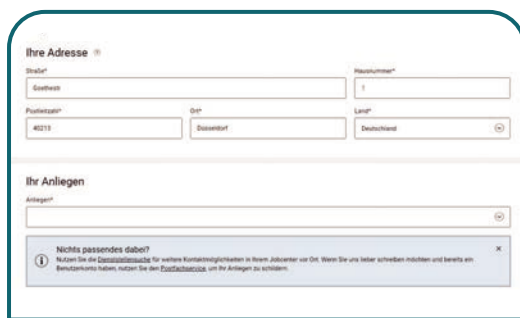 Ihre Adresse
Straße* Hausnummer*
Goethestr 1
Postleitzahl* Ort* Land*
40213 Düsseldorf Deutschland
Ihr Anliegen
Anliegen*
Nichts passendes dabei?
Nutzen Sie die Dienststellensuche für weitere Kontaktmöglichkeiten in Ihrem Jobcenter vor Ort. Wenn Sie uns lieber schreiben möchten und bereits ein
Benutzerkonto haben, nutzen Sie den Postfachservice, um Ihr Anliegen zu schildern.